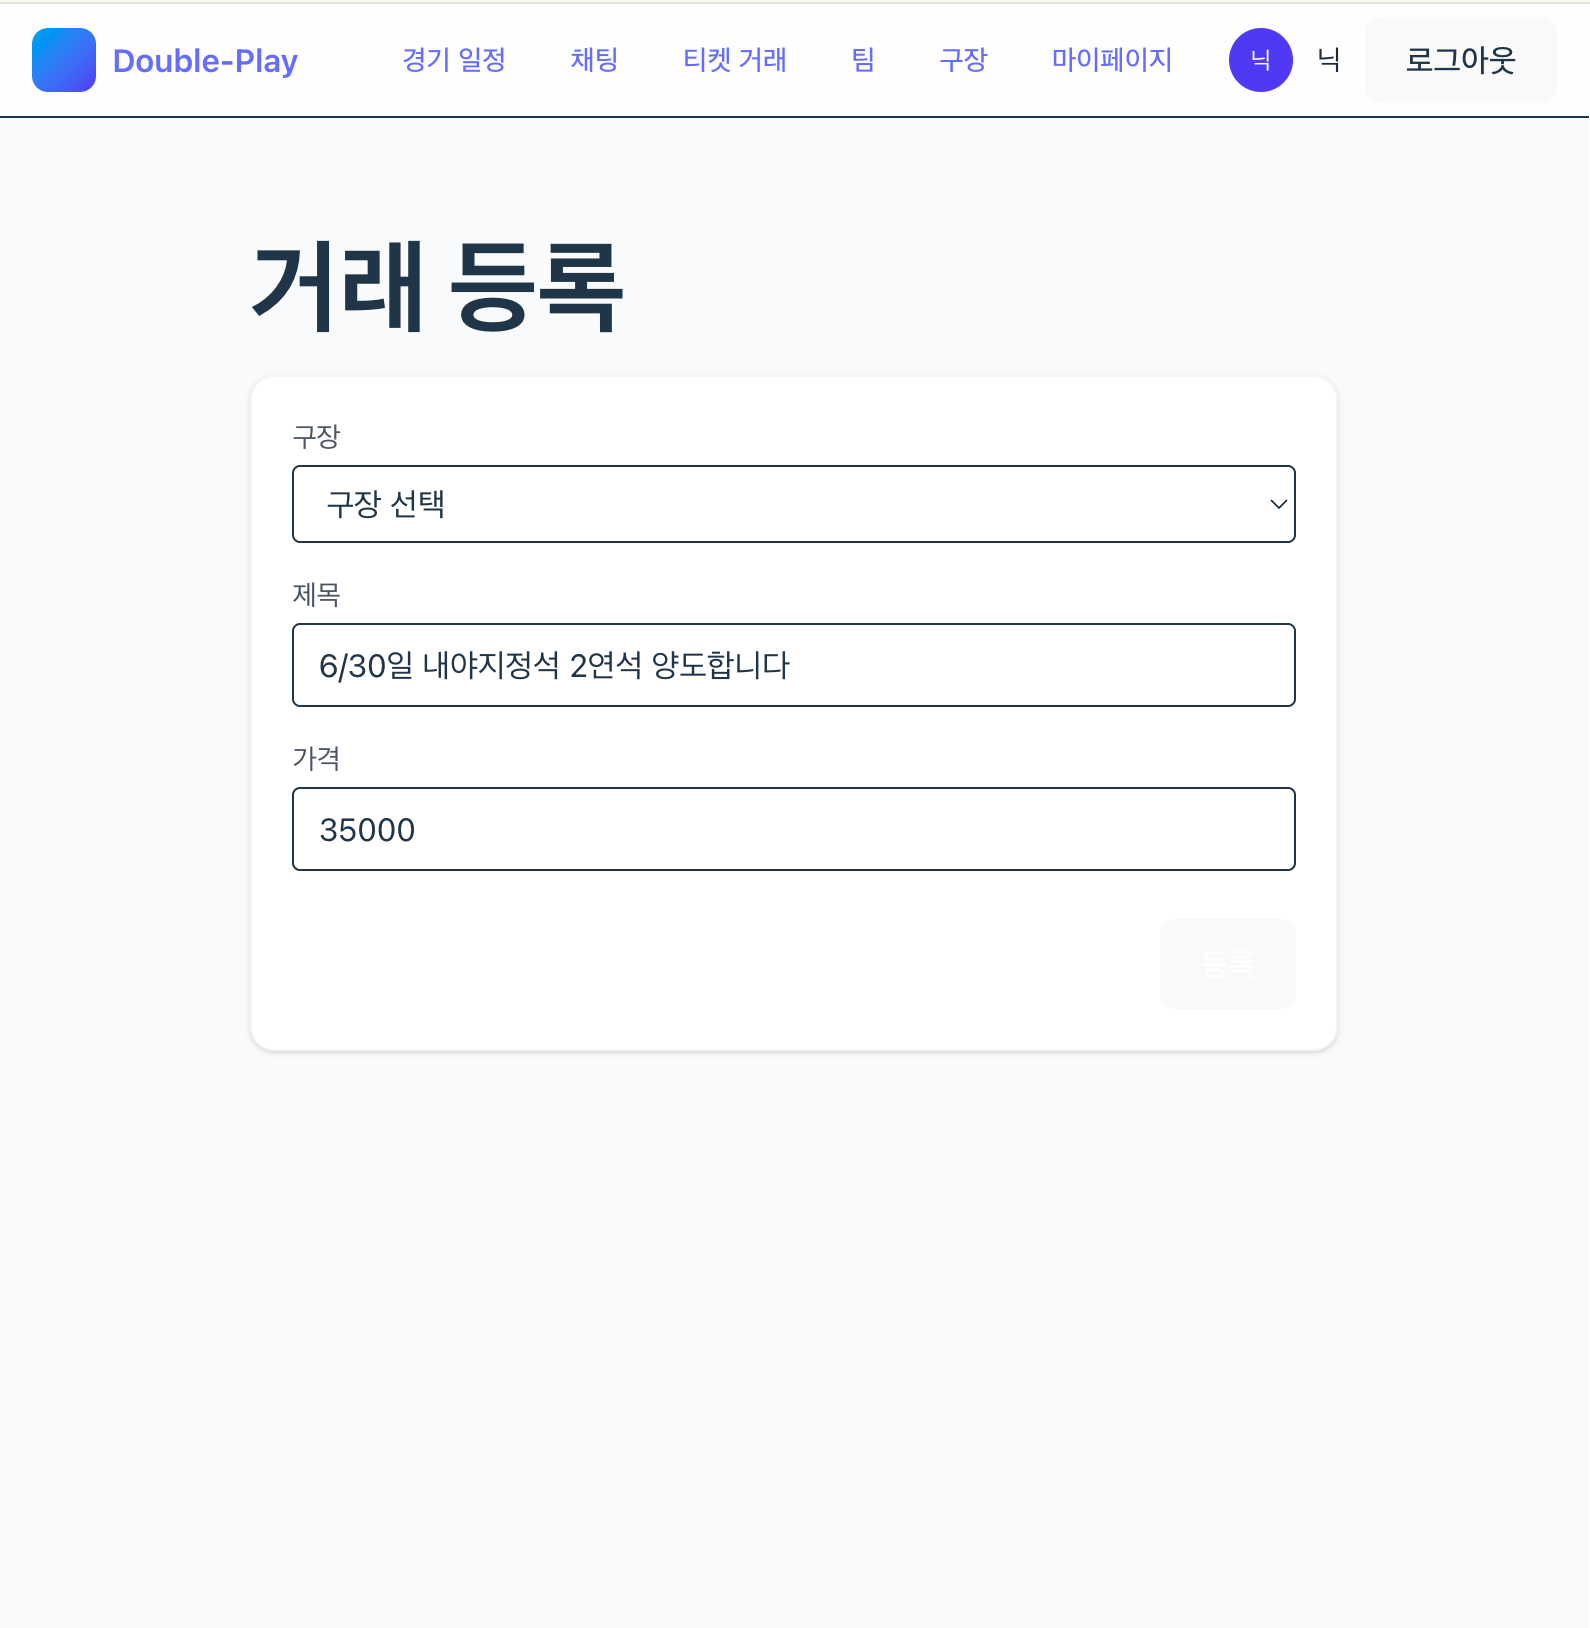 Double-Play 경기 일정 채팅 티켓 거래 팀 구장 마이페이지 닉 닉 로그아웃
거래 등록
구장
구장 선택
제목
6/30일 내야지정석 2연석 양도합니다
가격
35000
등록